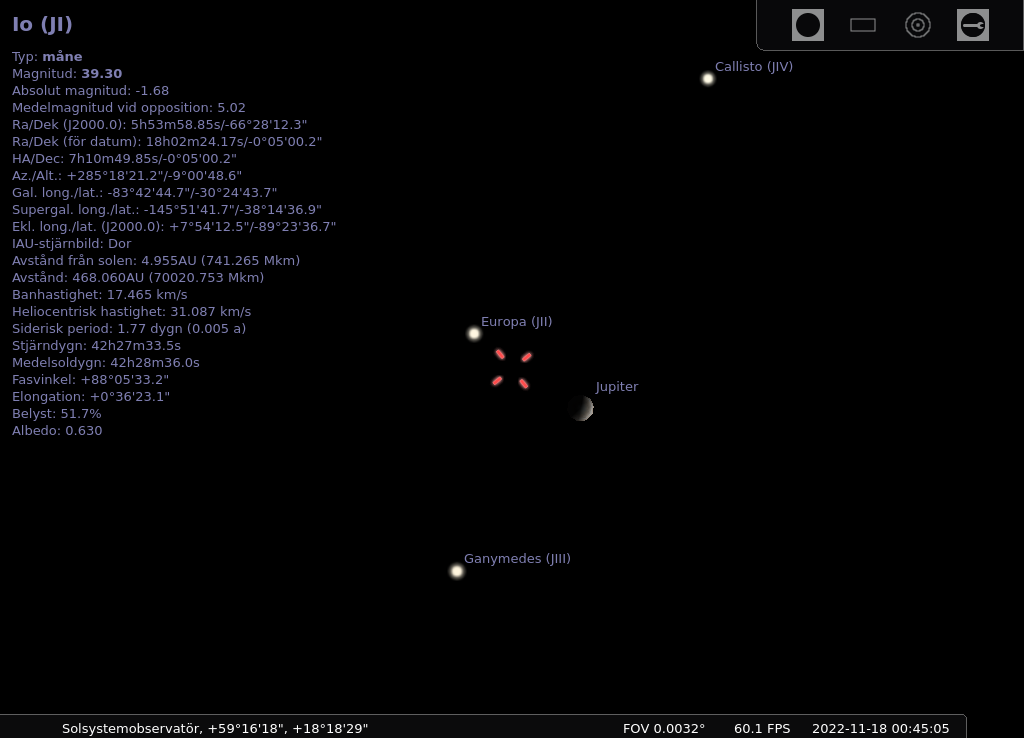 Io (JI)
Typ: måne
Magnitud: 39.30
Absolut magnitud: -1.68
Medelmagnitud vid opposition: 5.02
Ra/Dek (J2000.0): 5h53m58.85s/-66°28'12.3"
Ra/Dek (för datum): 18h02m24.17s/-0°05'00.2"
HA/Dec: 7h10m49.85s/-0°05'00.2"
Az./Alt.: +285°18'21.2"/-9°00'48.6"
Gal. long./lat.: -83°42'44.7"/-30°24'43.7"
Supergal. long./lat.: -145°51'41.7"/-38°14'36.9"
Ekl. long./lat. (J2000.0): +7°54'12.5"/-89°23'36.7"
IAU-stjärnbild: Dor
Avstånd från solen: 4.955AU (741.265 Mkm)
Avstånd: 468.060AU (70020.753 Mkm)
Banhastighet: 17.465 km/s
Heliocentrisk hastighet: 31.087 km/s
Siderisk period: 1.77 dygn (0.005 a)
Stjärndygn: 42h27m33.5s
Medelsoldygn: 42h28m36.0s
Fasvinkel: +88°05'33.2"
Elongation: +0°36'23.1"
Belyst: 51.7%
Albedo: 0.630
Callisto (JIV)
Europa (JII)
Jupiter
Ganymedes (JIII)
Solsystemobservatör, +59°16'18", +18°18'29" FOV 0.0032° 60.1 FPS 2022-11-18 00:45:05